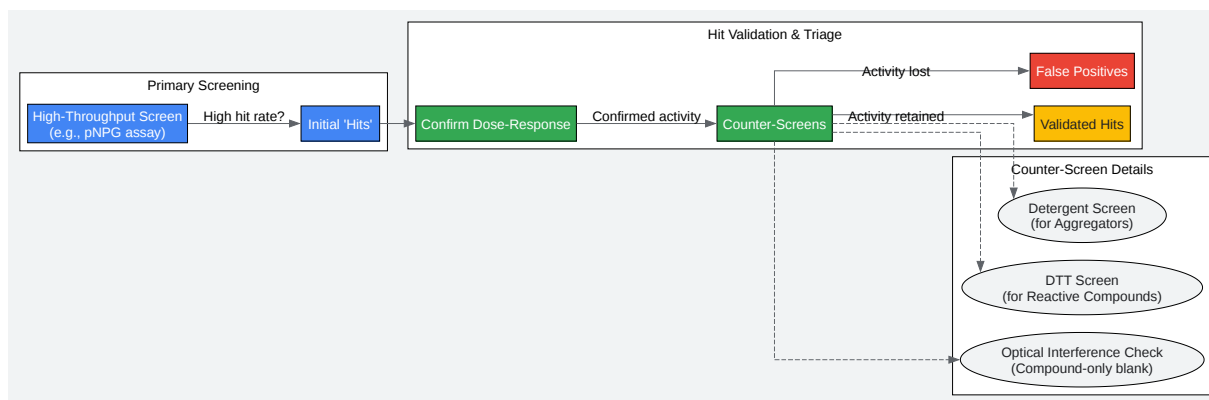 Primary Screening
High-Throughput Screen
(e.g., pNPG assay)
High hit rate?
Initial 'Hits'
Hit Validation & Triage
Confirm Dose-Response
Confirmed activity
Counter-Screens
Activity lost
False Positives
Activity retained
Validated Hits
Counter-Screen Details
Detergent Screen
(for Aggregators)
DTT Screen
(for Reactive Compounds)
Optical Interference Check
(Compound-only blank)